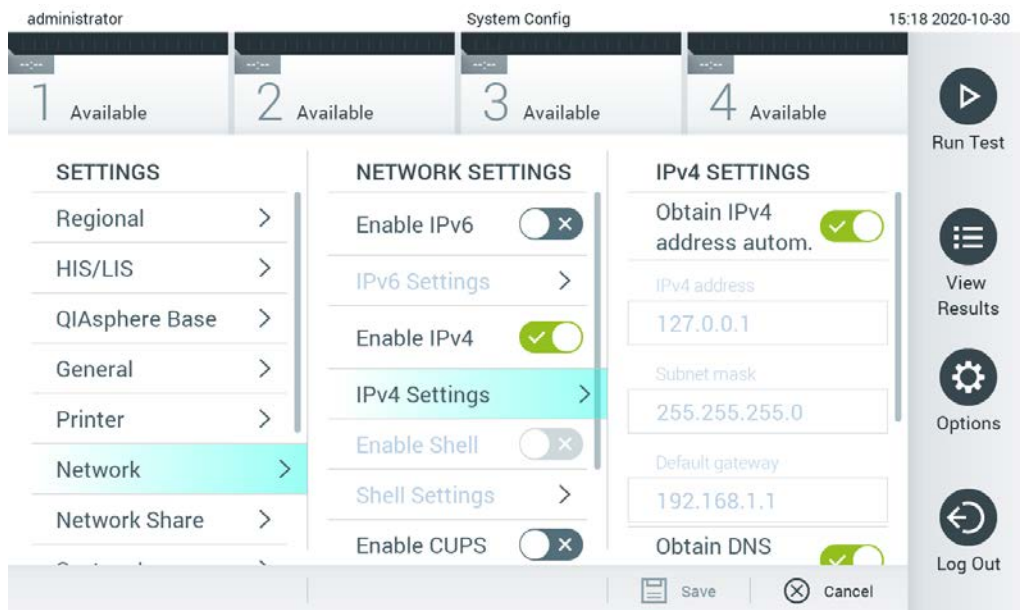 administrator
System Config
15:18 2020-10-30
--:--
--:--
--:--
--:--
1 Available
2 Available
3 Available
4 Available
SETTINGS
Regional
HIS/LIS
QIAsphere Base
General
Printer
Network
Network Share
NETWORK SETTINGS
Enable IPv6
IPv6 Settings
Enable IPv4
IPv4 Settings
Enable Shell
Shell Settings
Enable CUPS
IPv4 SETTINGS
Obtain IPv4
address autom.
IPv4 address
127.0.0.1
Subnet mask
255.255.255.0
Default gateway
192.168.1.1
Obtain DNS
Run Test
View
Results
Options
Log Out
Save
Cancel